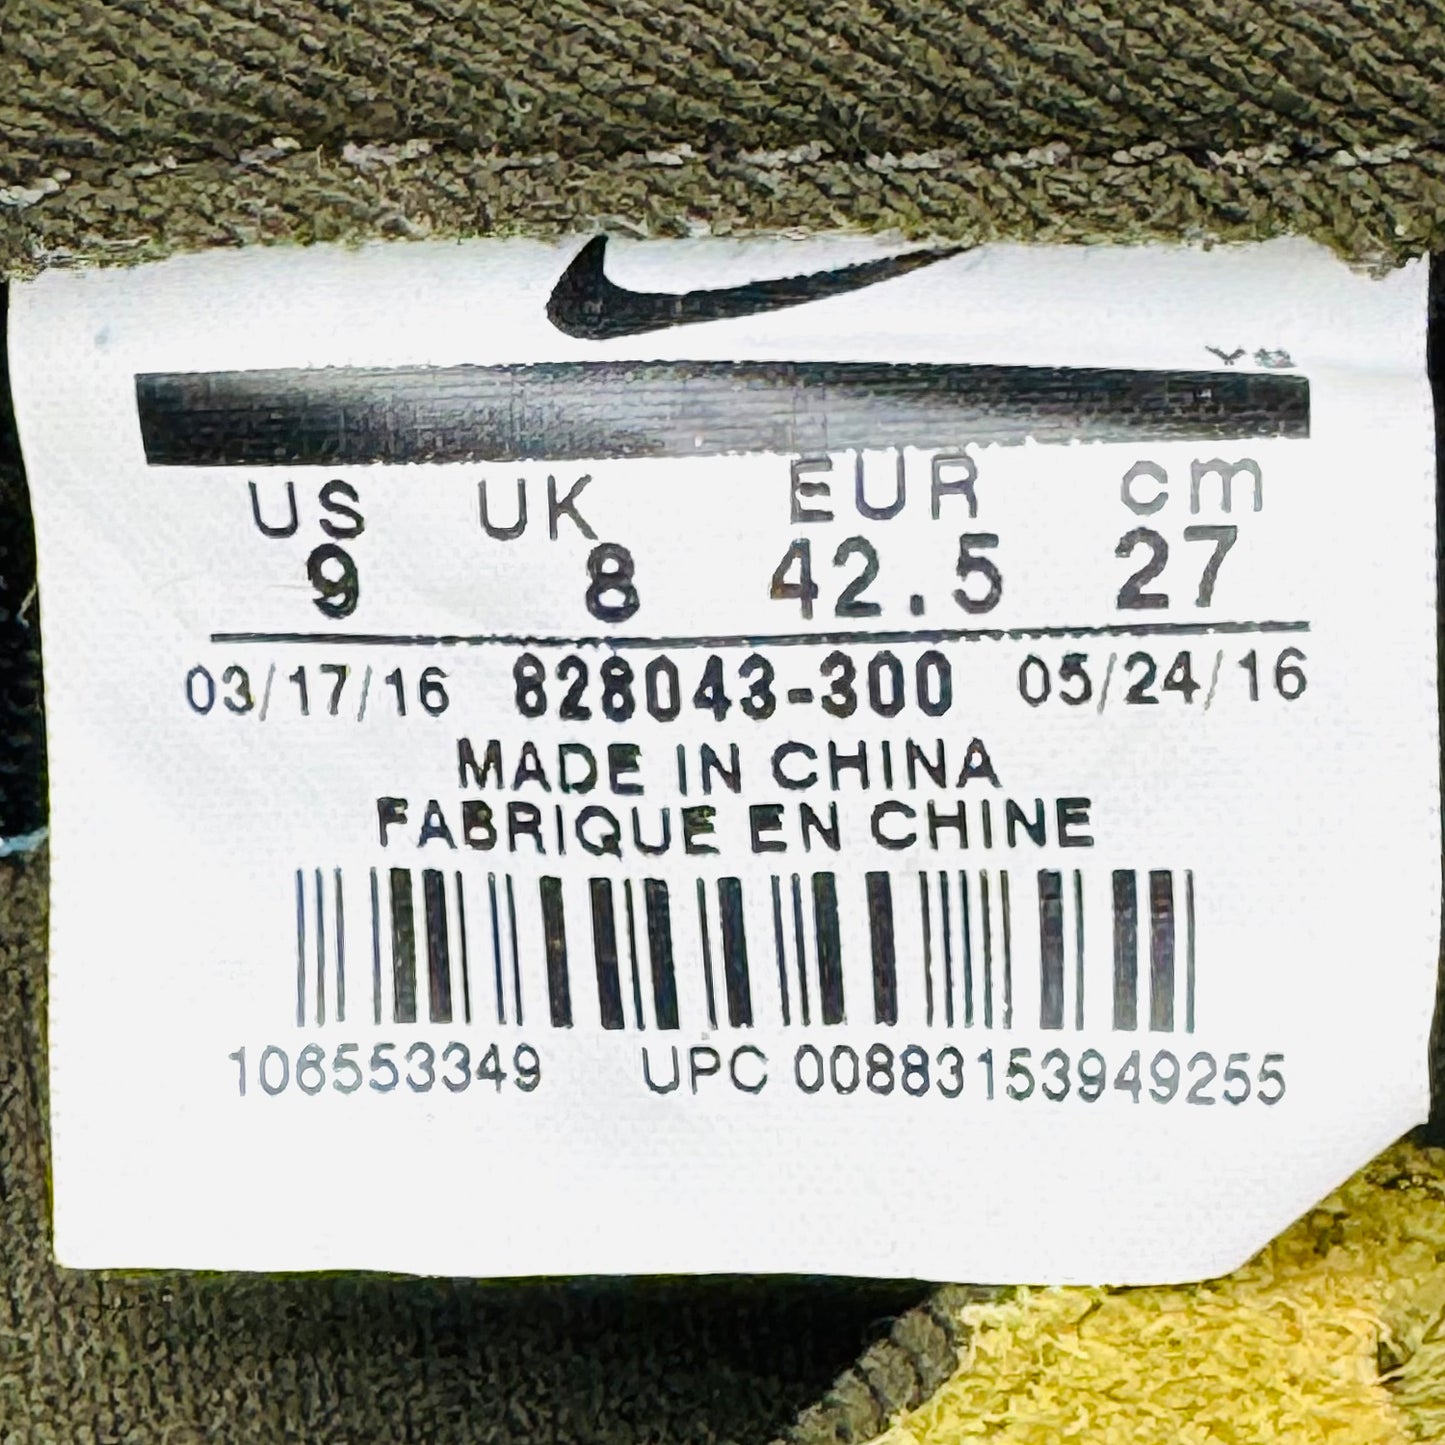 YS
US UK EUR cm
9 8 42.5 27
03/17/16 828043-300 05/24/16
MADE IN CHINA
FABRIQUE EN CHINE
106553349 UPC 00883153949255